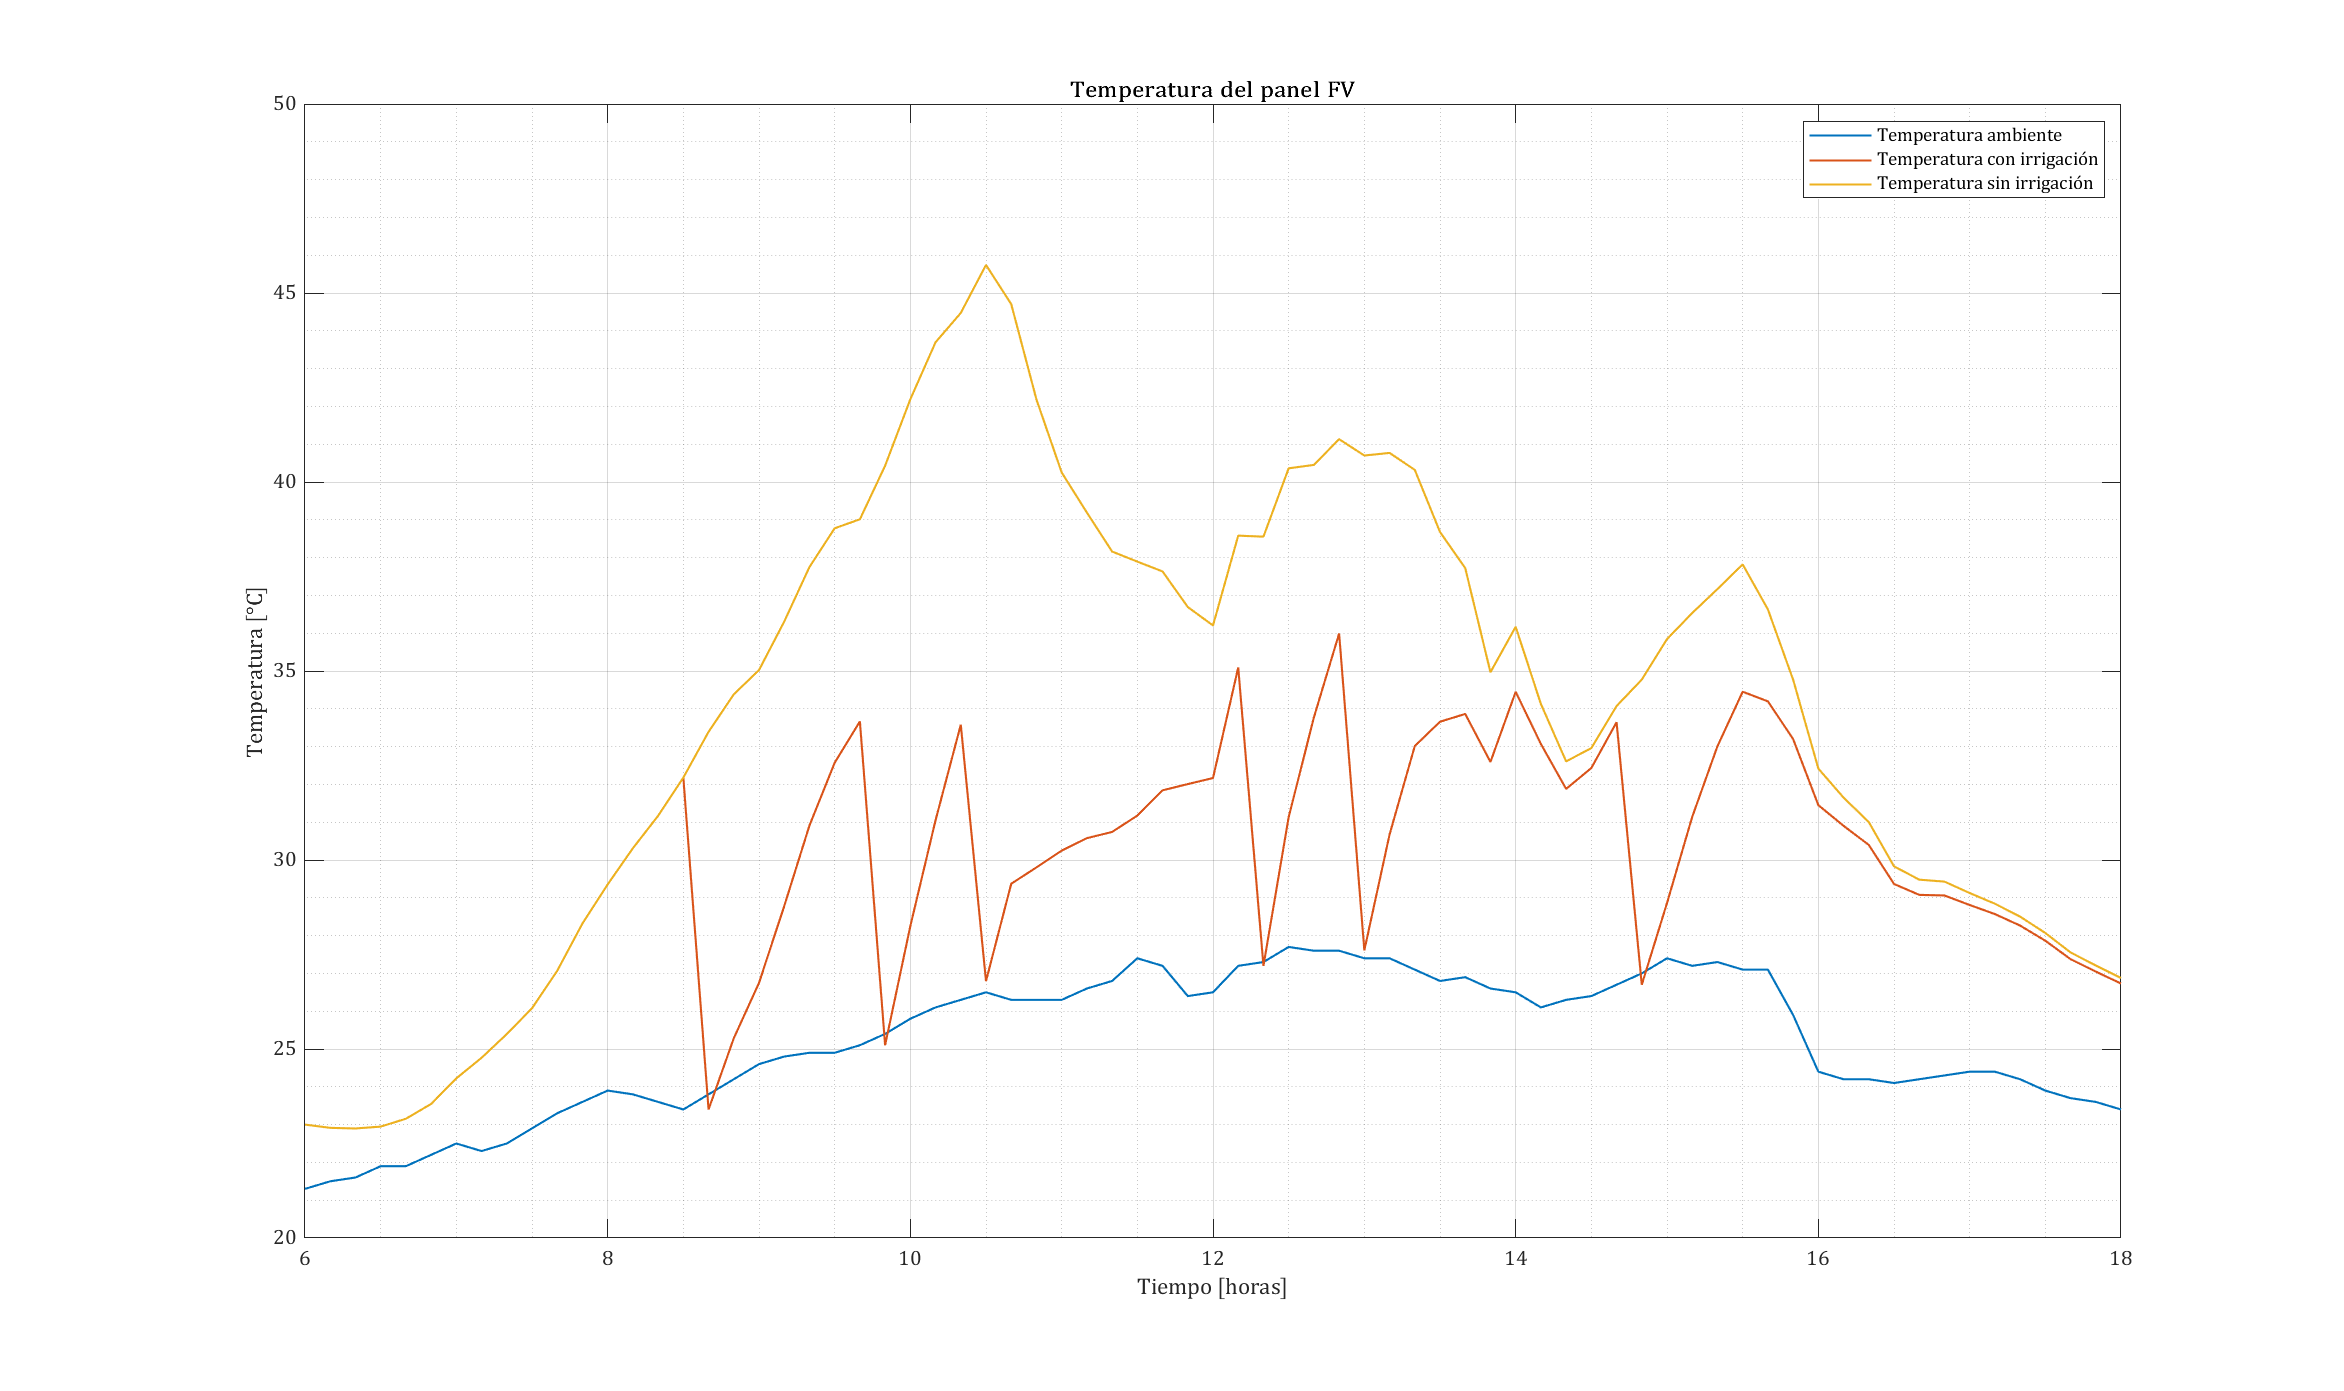 Temperatura del panel FV
50
45
40
35
30
25
20
Temperatura [°C]
Temperatura ambiente
Temperatura con irrigación
Temperatura sin irrigación
6 8 10 12 14 16 18
Tiempo [horas]